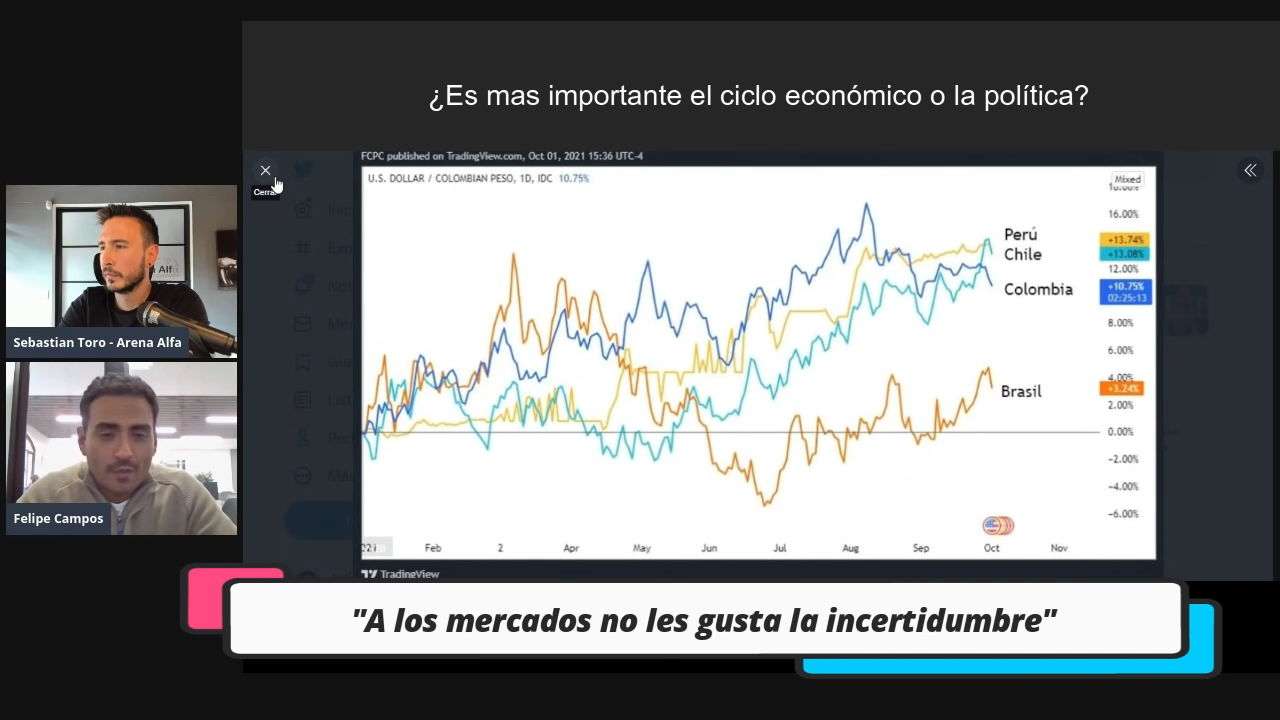 ¿Es mas importante el ciclo económico o la política?
FCPC published on TradingView.com, Oct 01, 2021 15:36 UTC-4
U.S. DOLLAR / COLOMBIAN PESO, 1D, IDC 10.75%
Mixed
16.00%
Perú
+13.74%
Chile
+13.08%
12.00%
Colombia
+10.75%
02:25:13
8.00%
6.00%
4.00%
Brasil
+3.24%
2.00%
0.00%
-2.00%
-4.00%
-6.00%
Feb
2
Apr
May
Jun
Jul
Aug
Sep
Oct
Nov
TradingView
Sebastian Toro - Arena Alfa
Felipe Campos
"A los mercados no les gusta la incertidumbre"